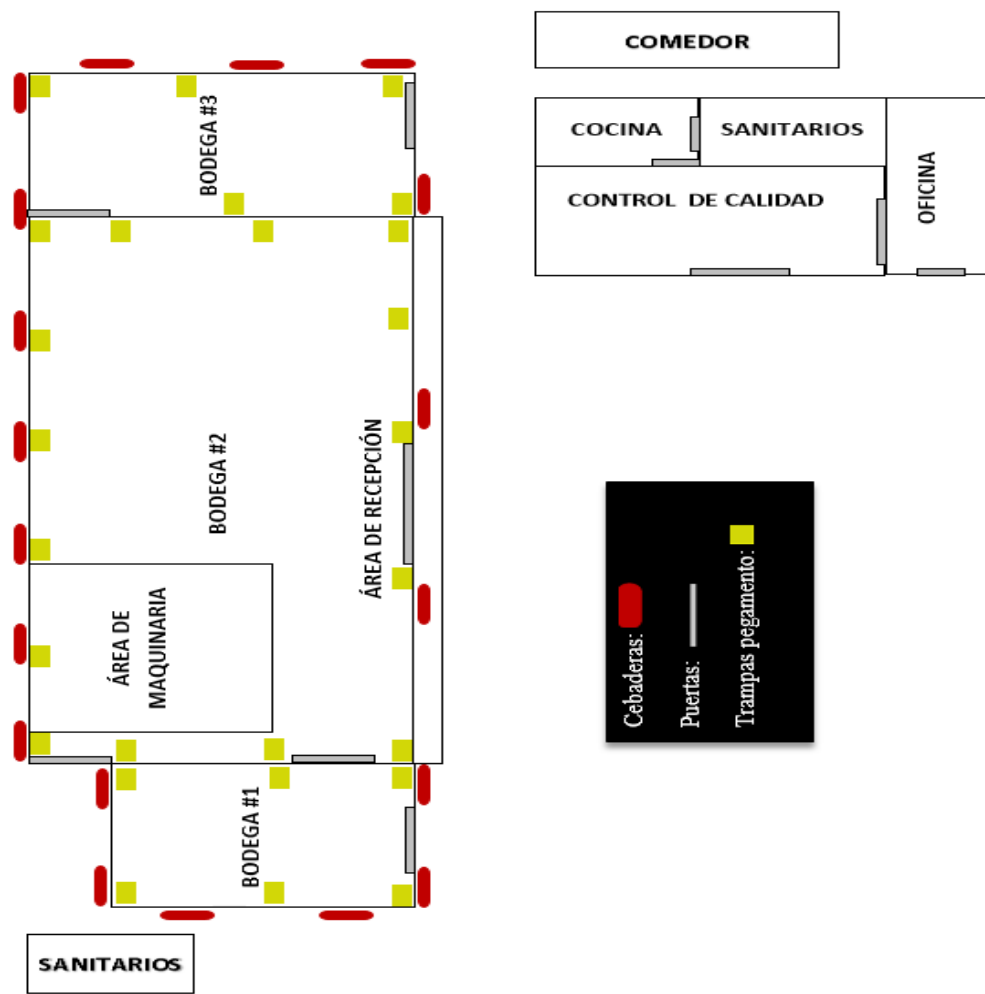 COMEDOR
COCINA
SANITARIOS
CONTROL DE CALIDAD
OFICINA
BODEGA #3
BODEGA #2
ÁREA DE RECEPCIÓN
ÁREA DE
MAQUINARIA
BODEGA #1
SANITARIOS
Cebaderas:
Puertas:
Trampas pegamento: